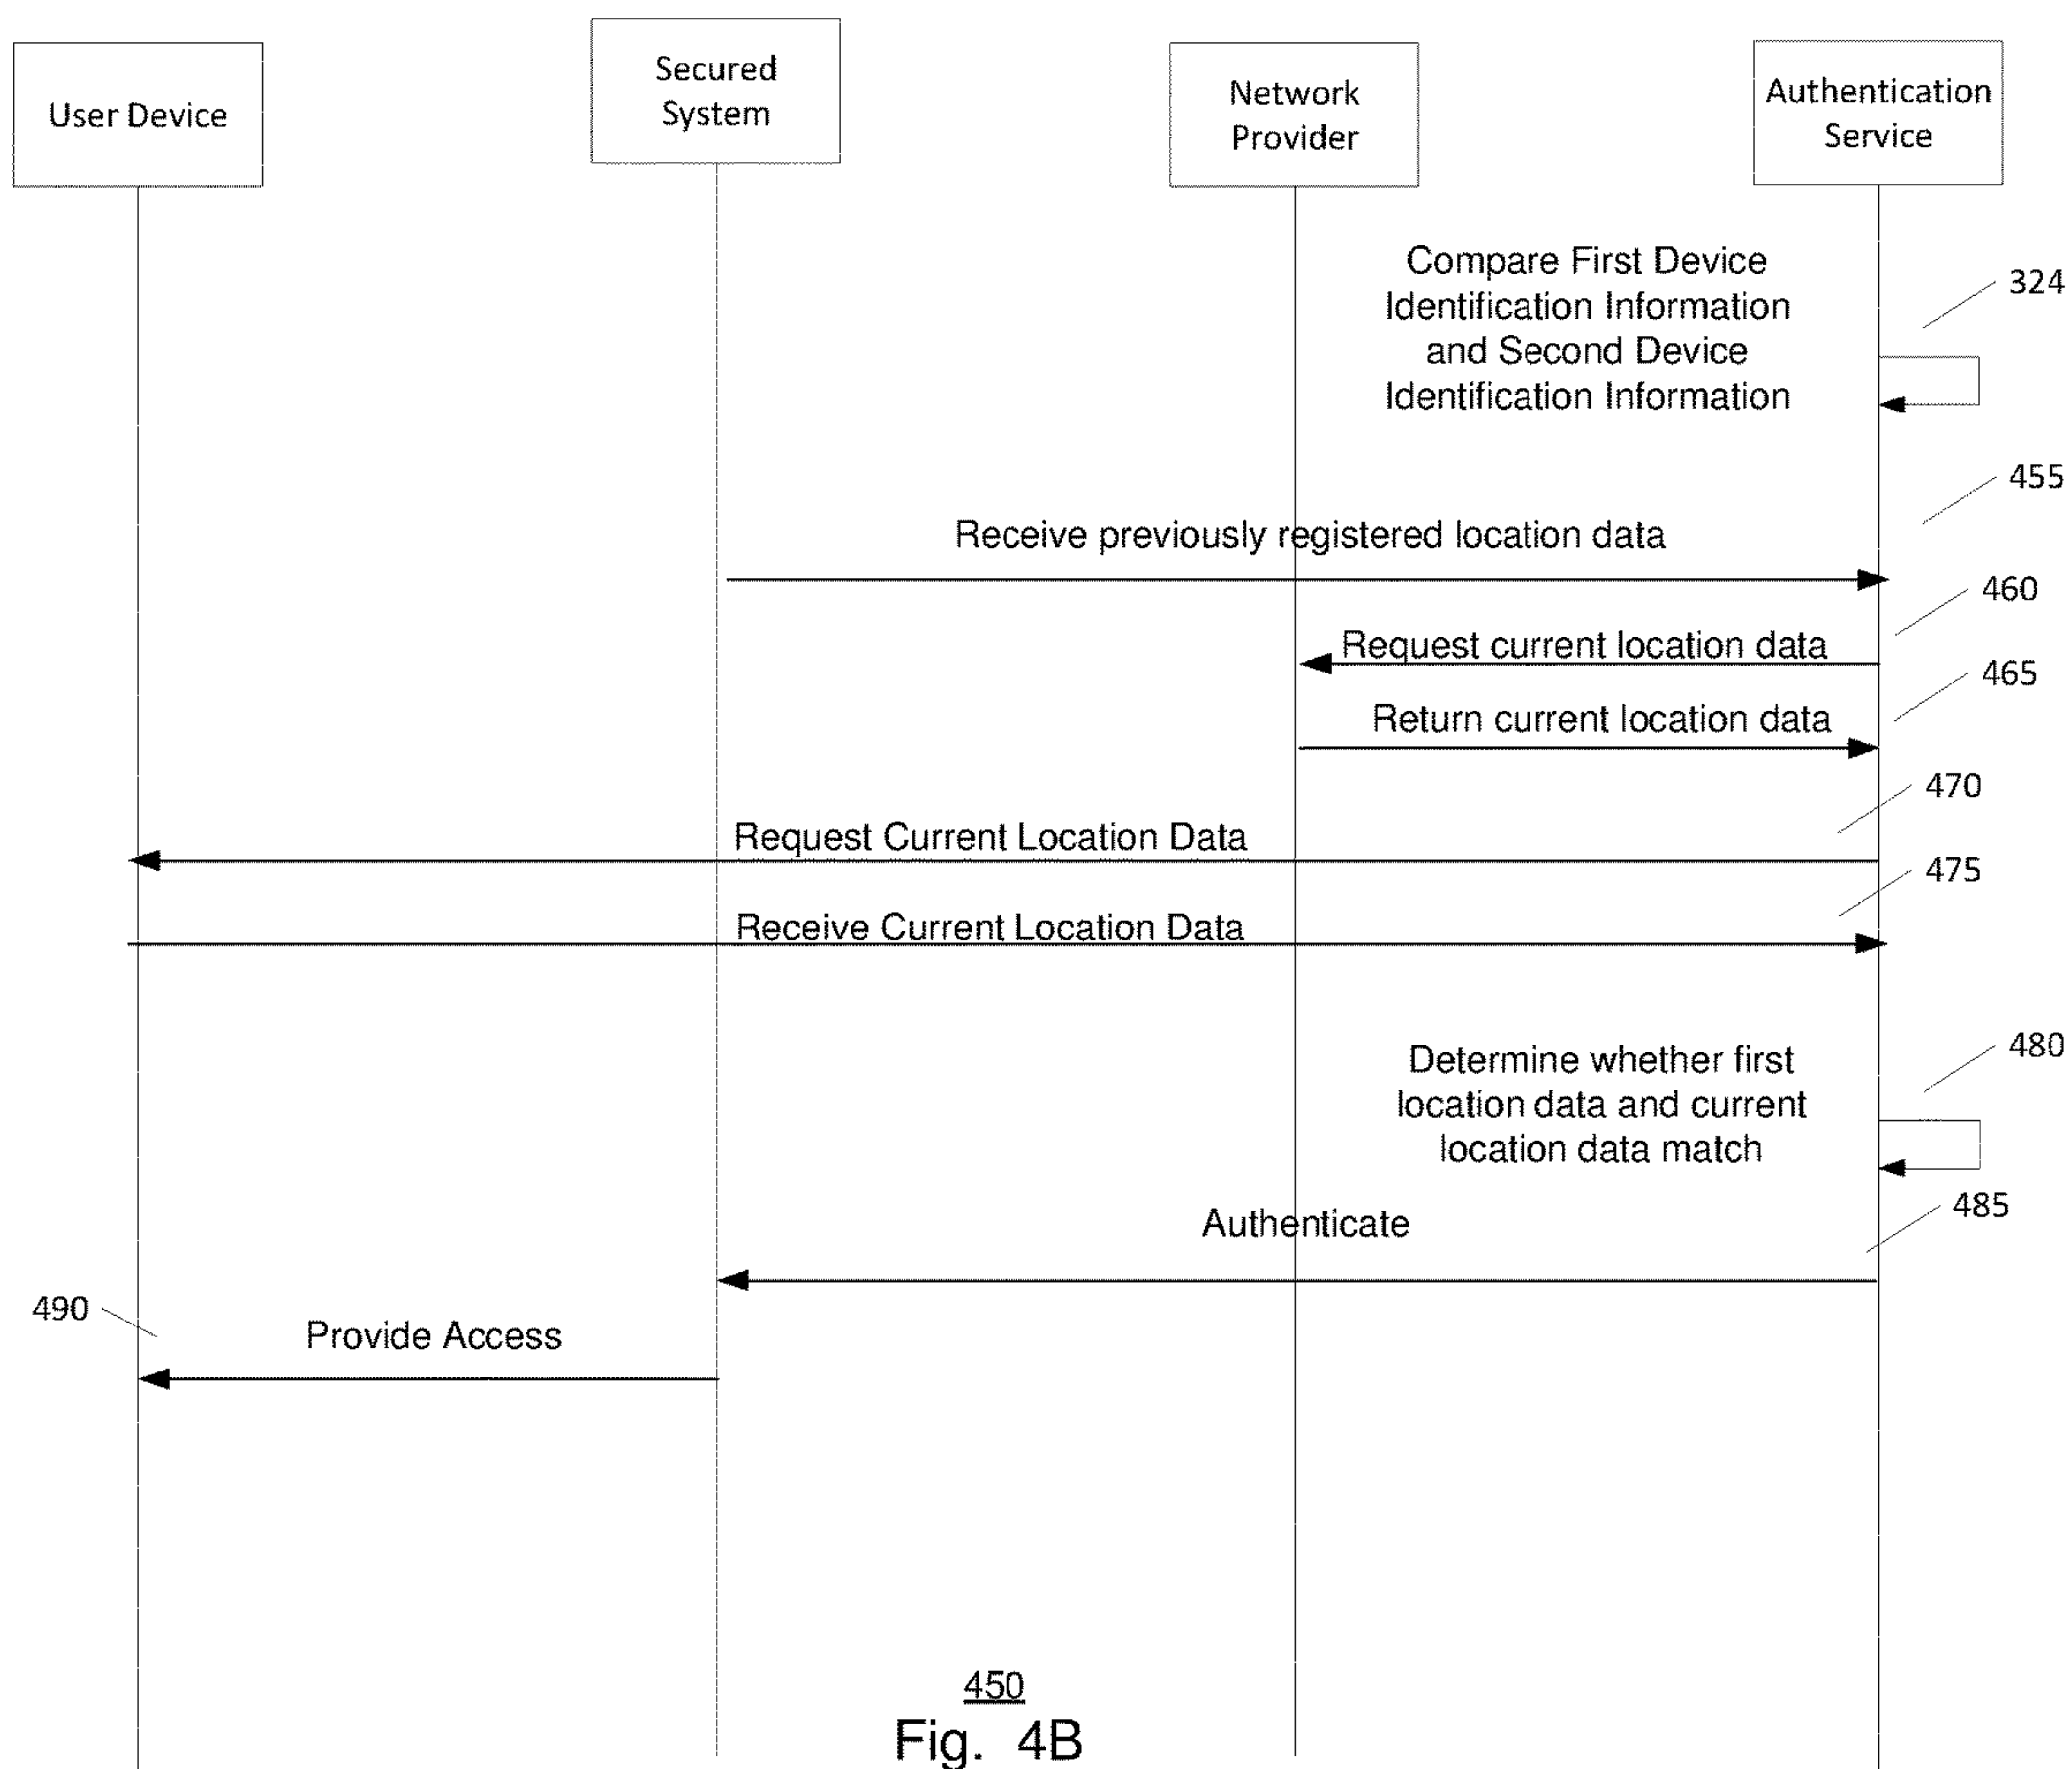 User Device
Secured
System
Network
Provider
Authentication
Service
Compare First Device
Identification Information
and Second Device
Identification Information
324
455
Receive previously registered location data
460
Request current location data
465
Return current location data
470
Request Current Location Data
475
Receive Current Location Data
480
Determine whether first
location data and current
location data match
485
Authenticate
490
Provide Access
450
Fig. 4B